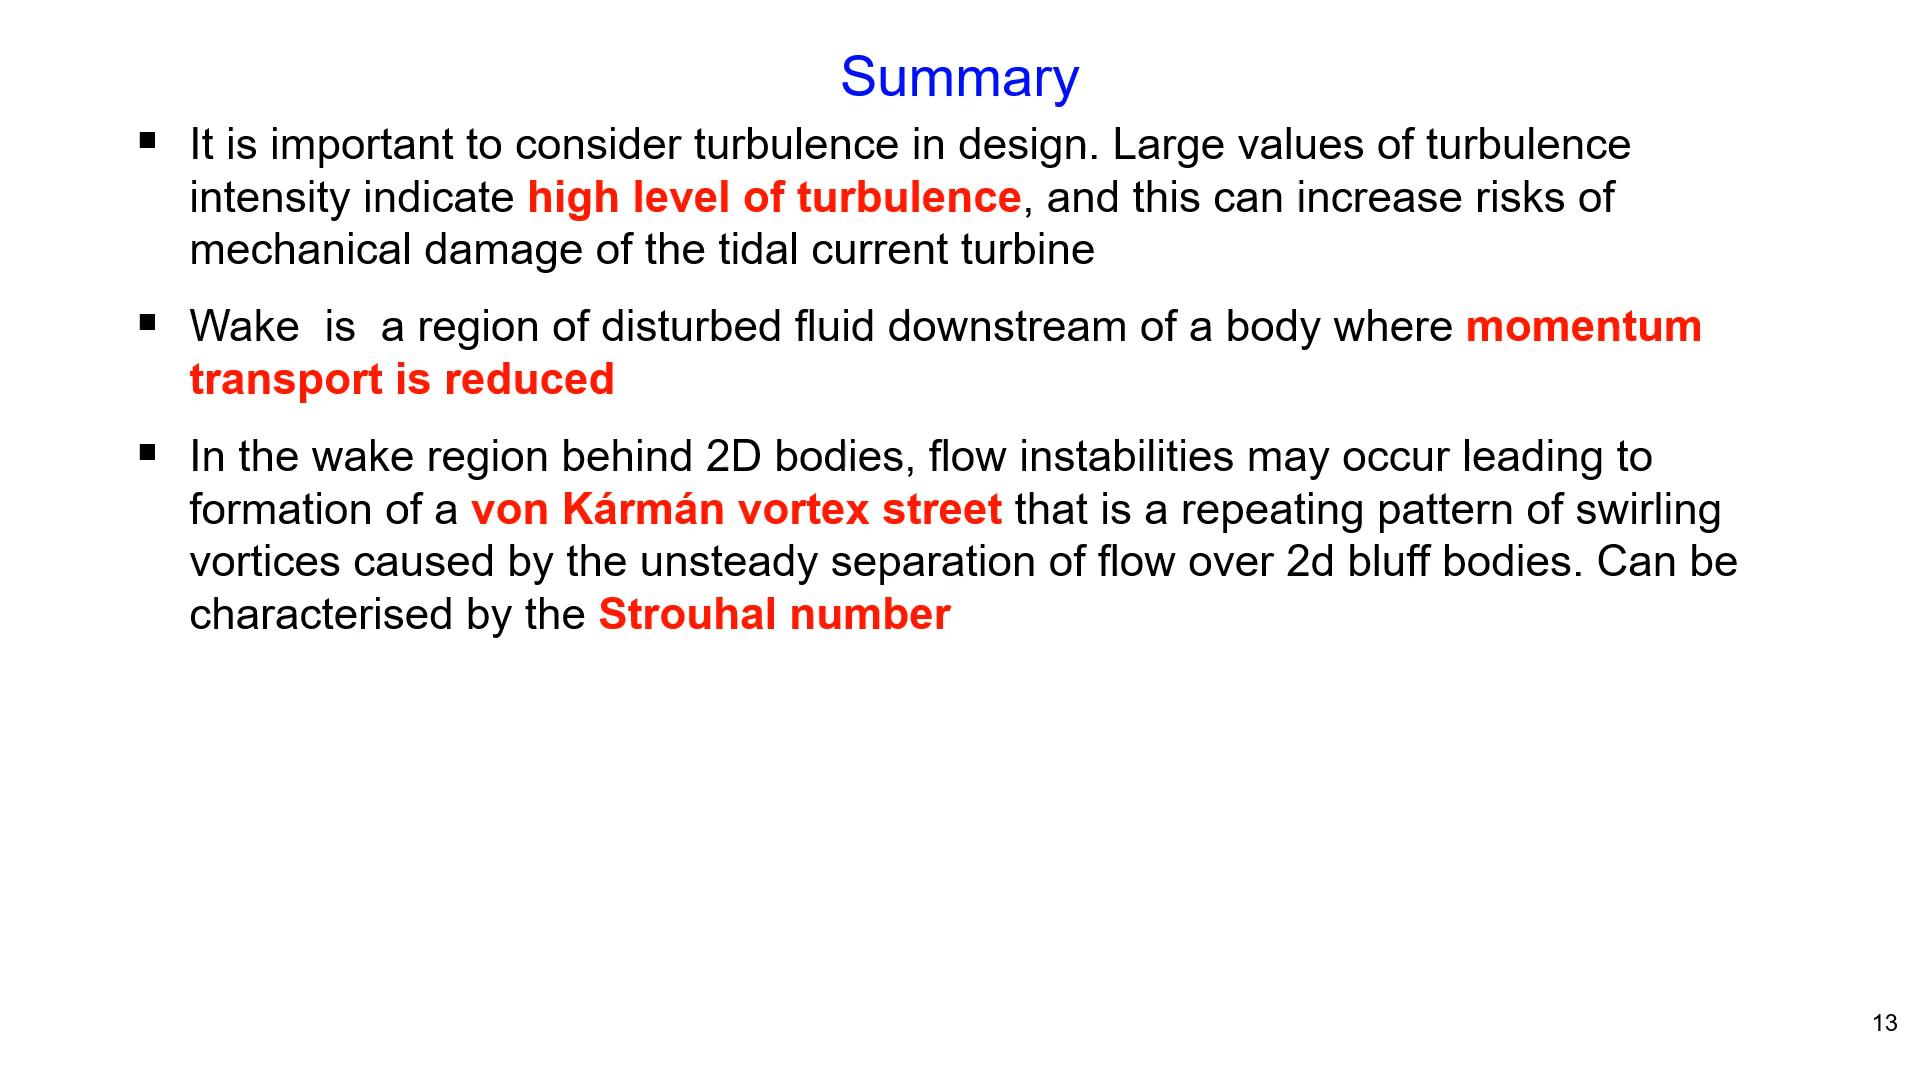 Summary
▪ It is important to consider turbulence in design. Large values of turbulence
intensity indicate high level of turbulence, and this can increase risks of
mechanical damage of the tidal current turbine
▪ Wake  is  a region of disturbed fluid downstream of a body where momentum
transport is reduced
▪ In the wake region behind 2D bodies, flow instabilities may occur leading to
formation of a von Kármán vortex street that is a repeating pattern of swirling
vortices caused by the unsteady separation of flow over 2d bluff bodies. Can be
characterised by the Strouhal number
13